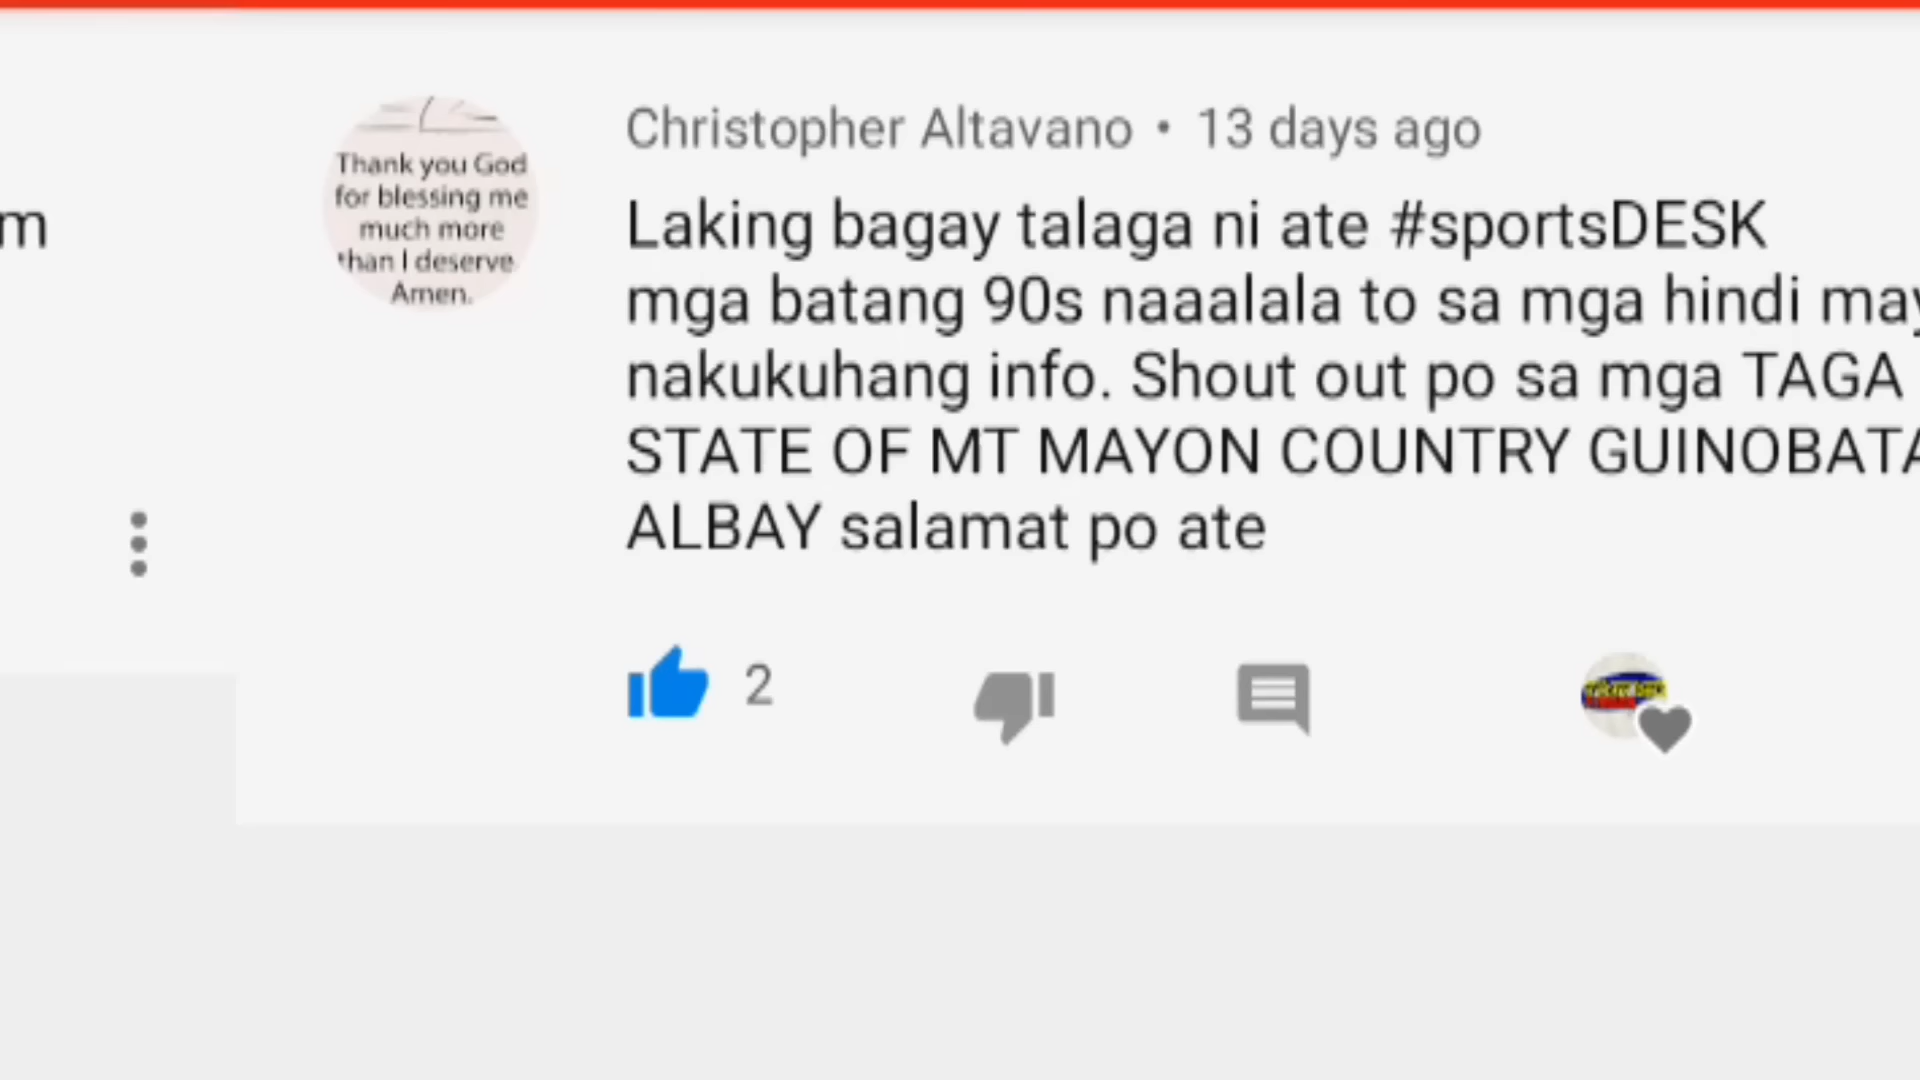 m
Christopher Altavano • 13 days ago
Thank you God
for blessing me
much more
than I deserve
Amen.
Laking bagay talaga ni ate #sportsDESK
mga batang 90s naaalala to sa mga hindi may
nakukuhang info. Shout out po sa mga TAGA
STATE OF MT MAYON COUNTRY GUINOBATA
ALBAY salamat po ate
2